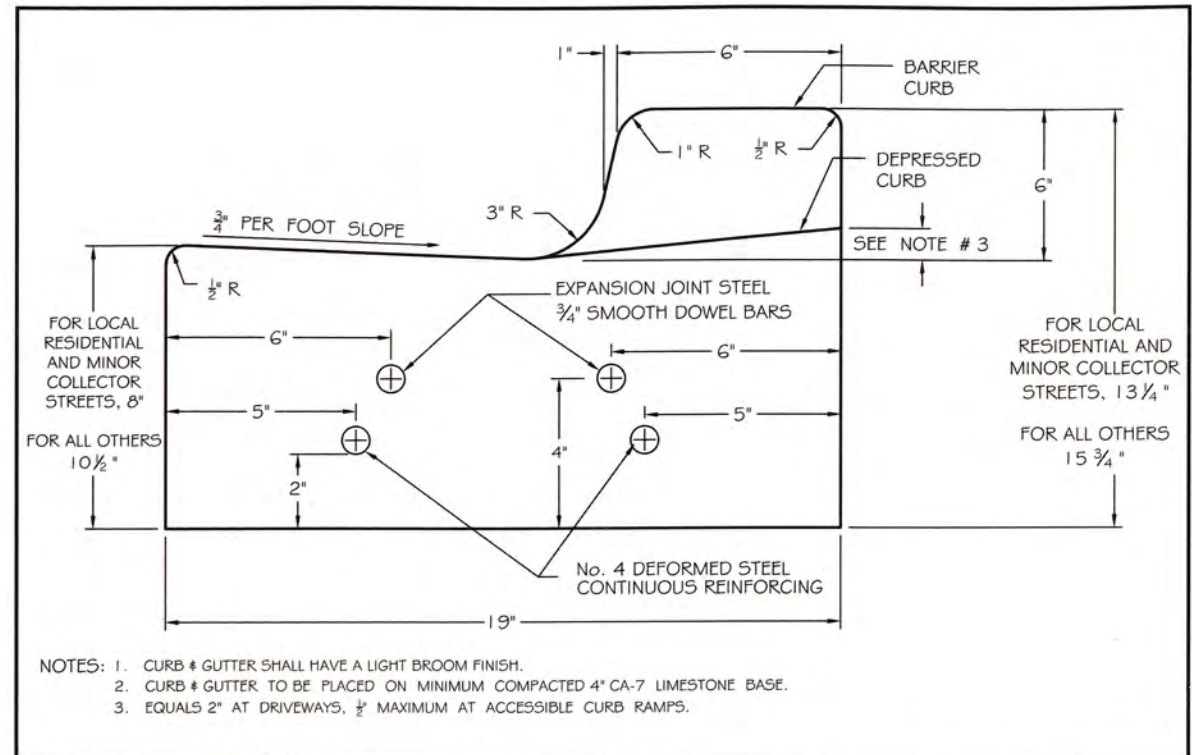 1"
6"
BARRIER
CURB
1" R
½" R
DEPRESSED
CURB
6"
3" R
¾" PER FOOT SLOPE
SEE NOTE # 3
½" R
EXPANSION JOINT STEEL
¾" SMOOTH DOWEL BARS
FOR LOCAL
RESIDENTIAL
AND MINOR
COLLECTOR
STREETS, 8"
FOR ALL OTHERS
10½"
6"
6"
FOR LOCAL
RESIDENTIAL AND
MINOR COLLECTOR
STREETS, 13¼"
FOR ALL OTHERS
15 ¾"
5"
5"
4"
2"
No. 4 DEFORMED STEEL
CONTINUOUS REINFORCING
19"
NOTES: 1. CURB & GUTTER SHALL HAVE A LIGHT BROOM FINISH.
2. CURB & GUTTER TO BE PLACED ON MINIMUM COMPACTED 4" CA-7 LIMESTONE BASE.
3. EQUALS 2" AT DRIVEWAYS, ½" MAXIMUM AT ACCESSIBLE CURB RAMPS.